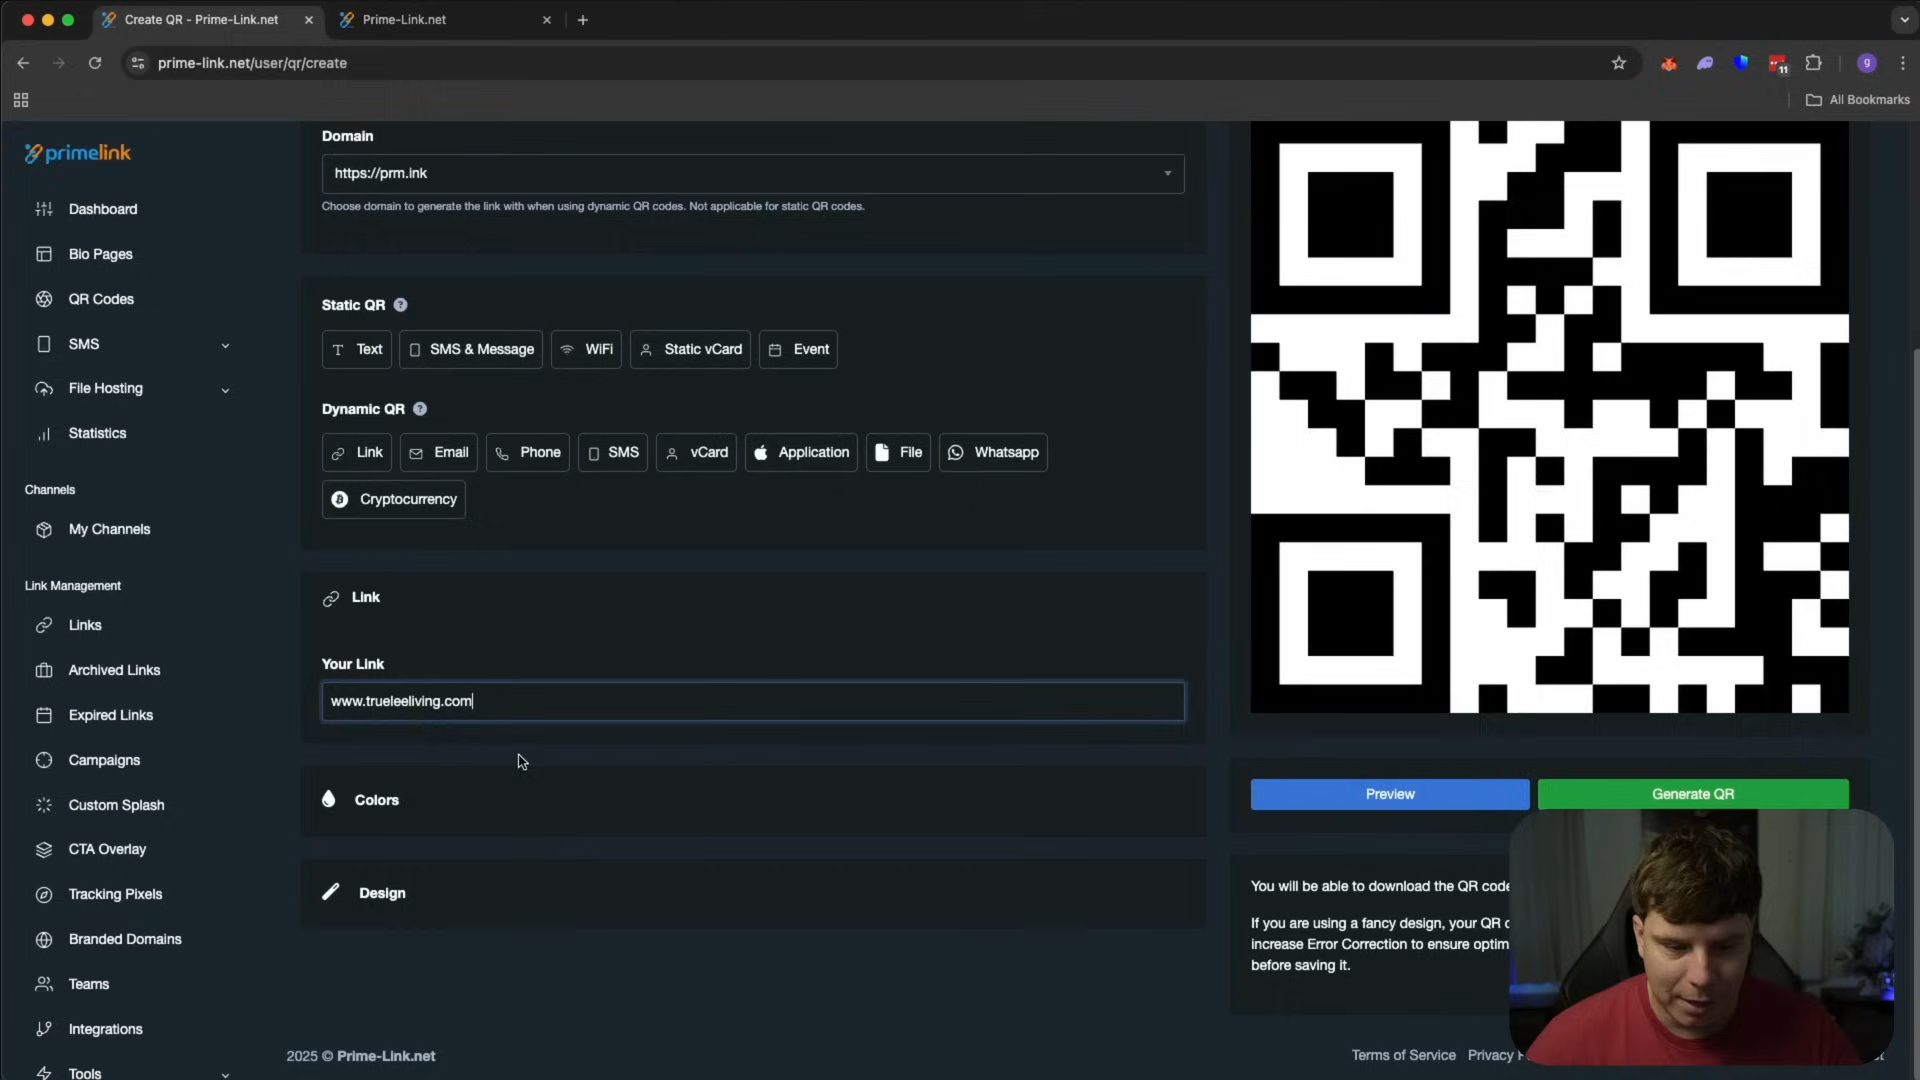 Create QR - Prime-Link.net
Prime-Link.net
prime-link.net/user/qr/create
11
g
All Bookmarks
primelink
Dashboard
Bio Pages
QR Codes
SMS
File Hosting
Statistics
Channels
My Channels
Link Management
Links
Archived Links
Expired Links
Campaigns
Custom Splash
CTA Overlay
Tracking Pixels
Branded Domains
Teams
Integrations
Tools
Domain
https://prm.ink
Choose domain to generate the link with when using dynamic QR codes. Not applicable for static QR codes.
Static QR ?
Text SMS & Message WiFi Static vCard Event
Dynamic QR ?
Link Email Phone SMS vCard Application File Whatsapp
Cryptocurrency
Link
Your Link
www.trueleeliving.com
Colors
Design
Preview Generate QR
You will be able to download the QR code
If you are using a fancy design, your QR
increase Error Correction to ensure
before saving it.
2025 © Prime-Link.net
Terms of Service Privacy